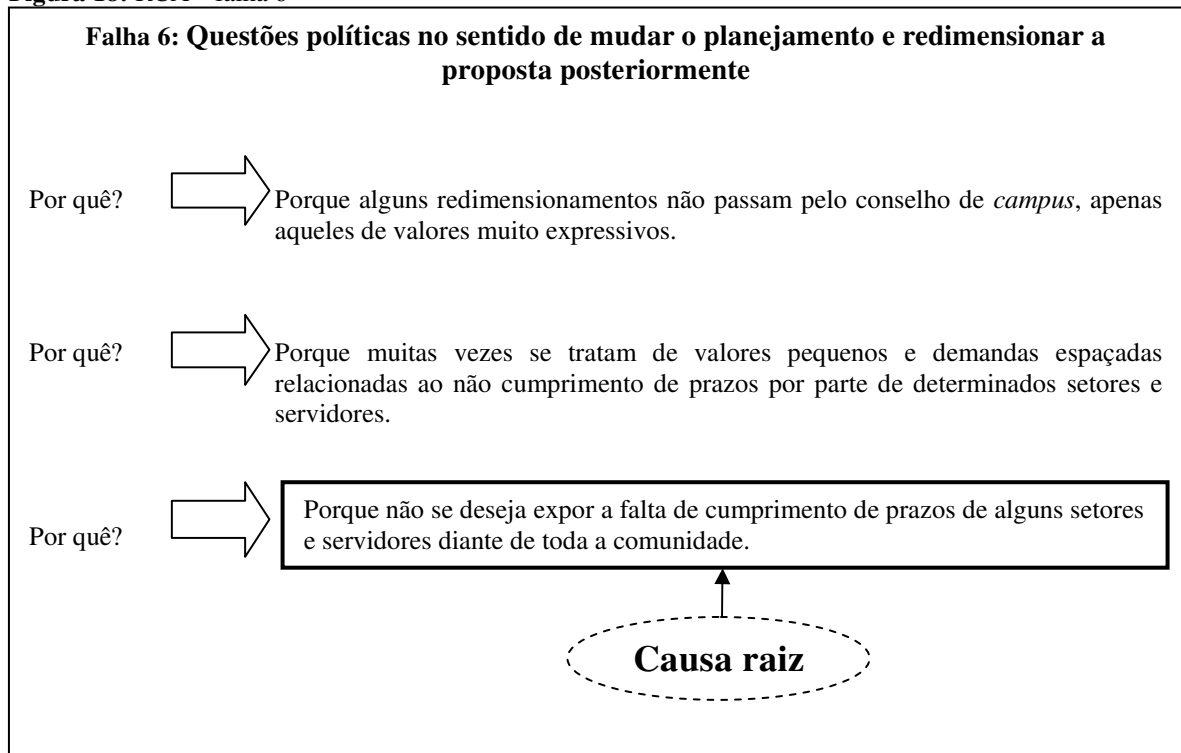 Falha 6: Questões políticas no sentido de mudar o planejamento e redimensionar a
proposta posteriormente
Por quê?
Porque alguns redimensionamentos não passam pelo conselho de campus, apenas
aqueles de valores muito expressivos.
Por quê?
Porque muitas vezes se tratam de valores pequenos e demandas espaçadas
relacionadas ao não cumprimento de prazos por parte de determinados setores e
servidores.
Por quê?
Porque não se deseja expor a falta de cumprimento de prazos de alguns setores
e servidores diante de toda a comunidade.
Causa raiz